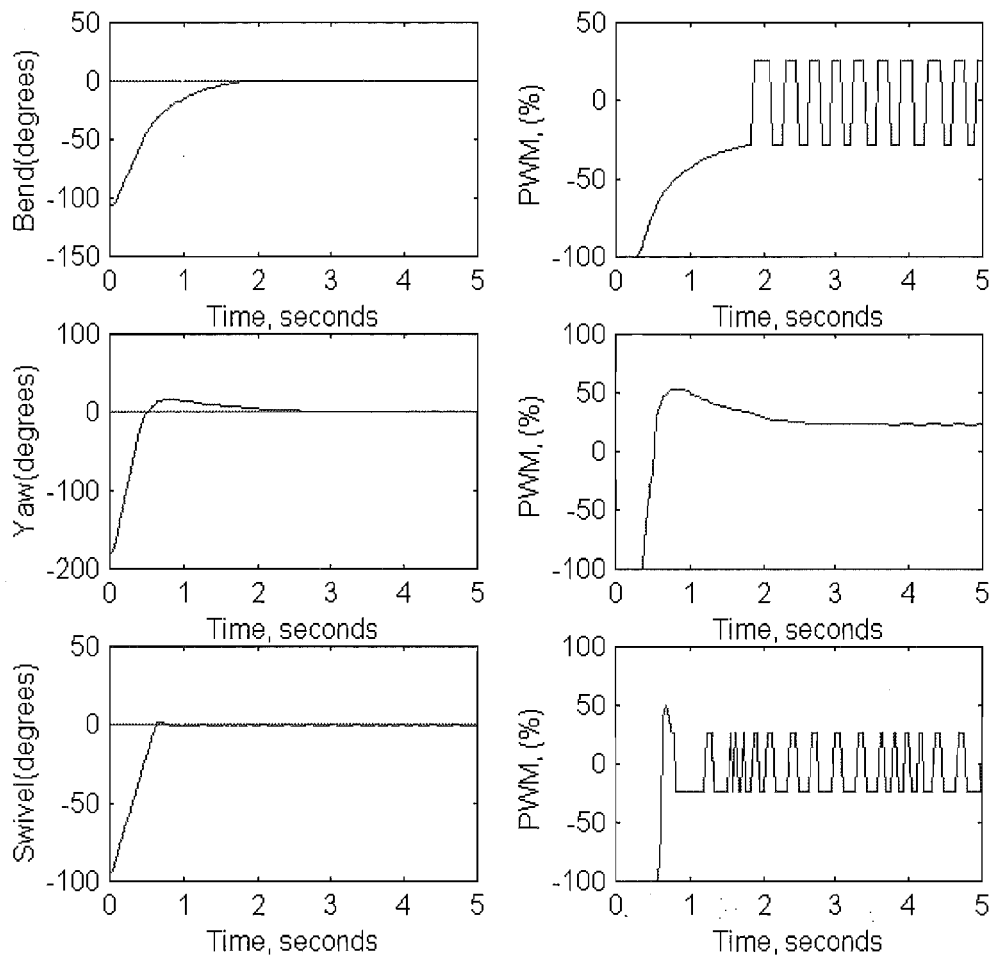 50
0
-50
-100
-150
Bend(degrees)
0 1 2 3 4 5
Time, seconds
50
0
-50
-100
PWM, (%)
0 1 2 3 4 5
Time, seconds
100
0
-100
-200
Yaw(degrees)
0 1 2 3 4 5
Time, seconds
100
50
0
-50
-100
PWM, (%)
0 1 2 3 4 5
Time, seconds
50
0
-50
-100
Swivel(degrees)
0 1 2 3 4 5
Time, seconds
100
50
0
-50
-100
PWM, (%)
0 1 2 3 4 5
Time, seconds